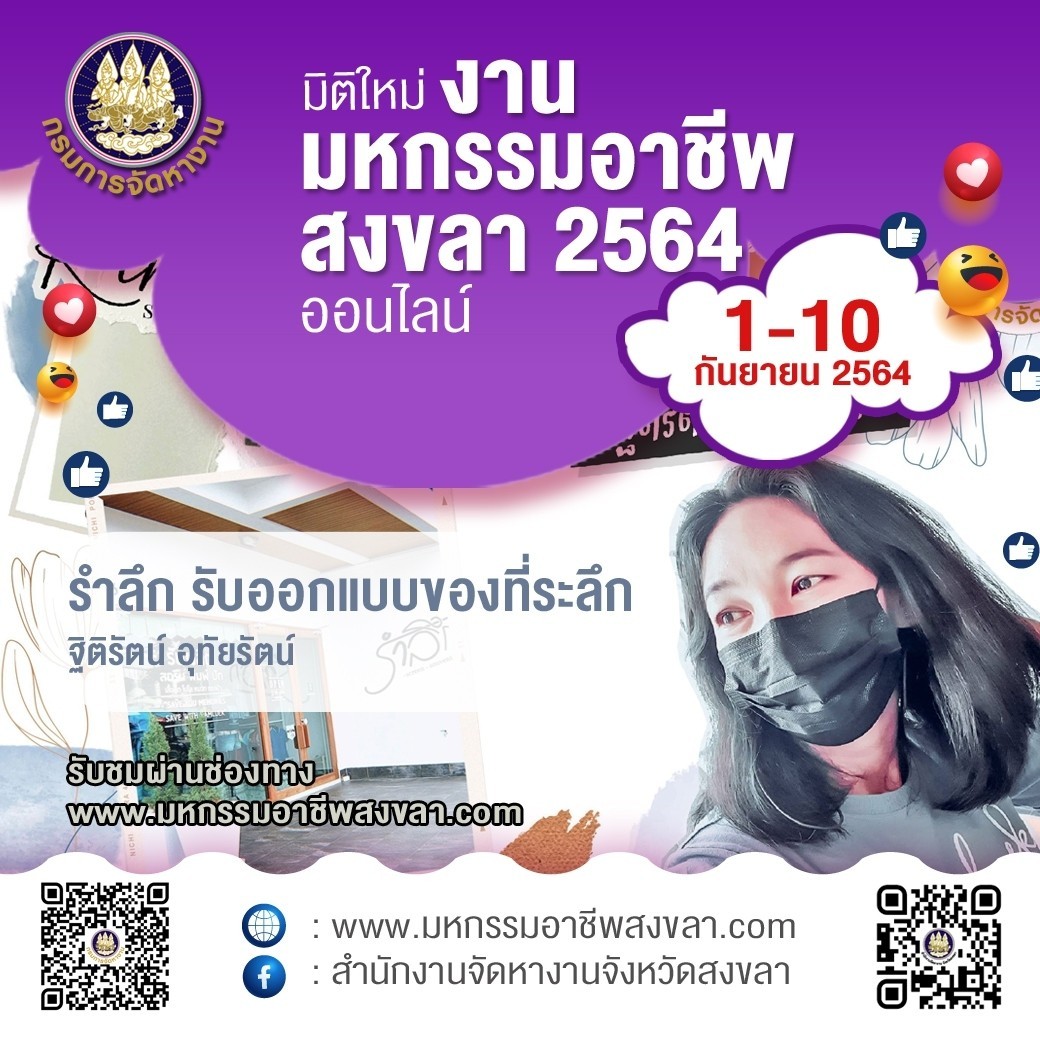 กรมการจัดหางาน
มิติใหม่ งาน
มหกรรมอาชีพ
สงขลา 2564
ออนไลน์
1-10
กันยายน 2564
รำลึก รับออกแบบของที่ระลึก
ฐิติรัตน์ อุทัยรัตน์
รำลึก
รับชมผ่านช่องทาง
www.มหกรรมอาชีพสงขลา.com
: www.มหกรรมอาชีพสงขลา.com
: สำนักงานจัดหางานจังหวัดสงขลา